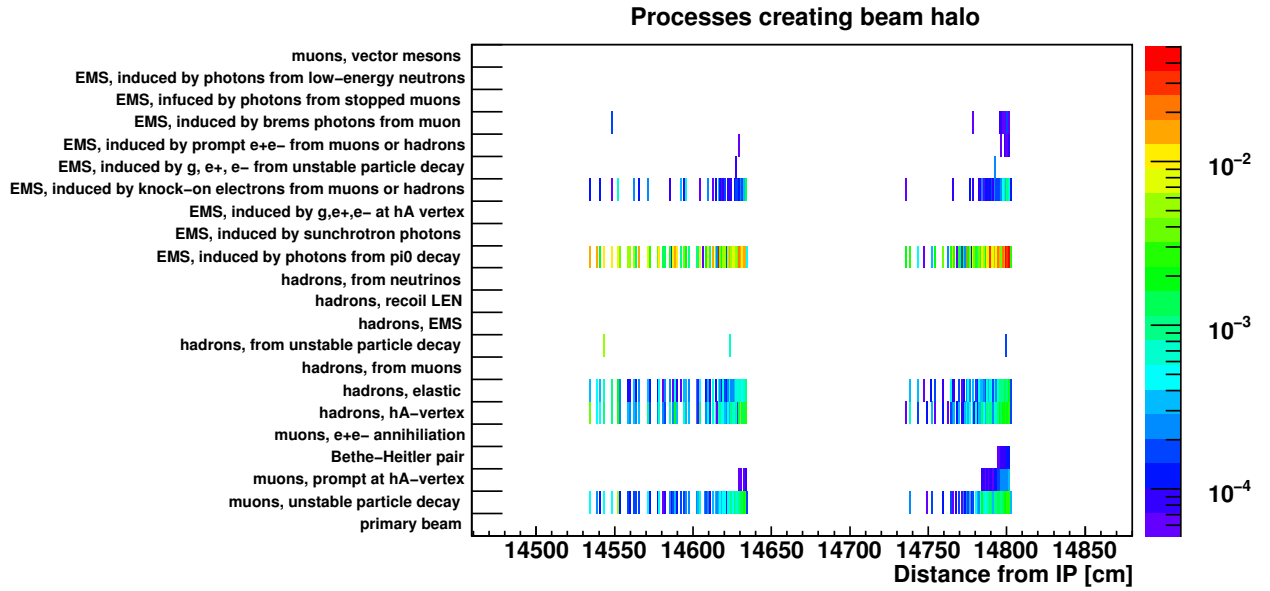 Processes creating beam halo
muons, vector mesons
EMS, induced by photons from low−energy neutrons
EMS, infuced by photons from stopped muons
EMS, induced by brems photons from muon
EMS, induced by prompt e+e− from muons or hadrons
EMS, induced by g, e+, e− from unstable particle decay
EMS, induced by knock−on electrons from muons or hadrons
EMS, induced by g,e+,e− at hA vertex
EMS, induced by sunchrotron photons
EMS, induced by photons from pi0 decay
hadrons, from neutrinos
hadrons, recoil LEN
hadrons, EMS
hadrons, from unstable particle decay
hadrons, from muons
hadrons, elastic
hadrons, hA−vertex
muons, e+e− annihiliation
Bethe−Heitler pair
muons, prompt at hA−vertex
muons, unstable particle decay
primary beam
14500 14550 14600 14650 14700 14750 14800 14850
Distance from IP [cm]
10−2
10−3
10−4